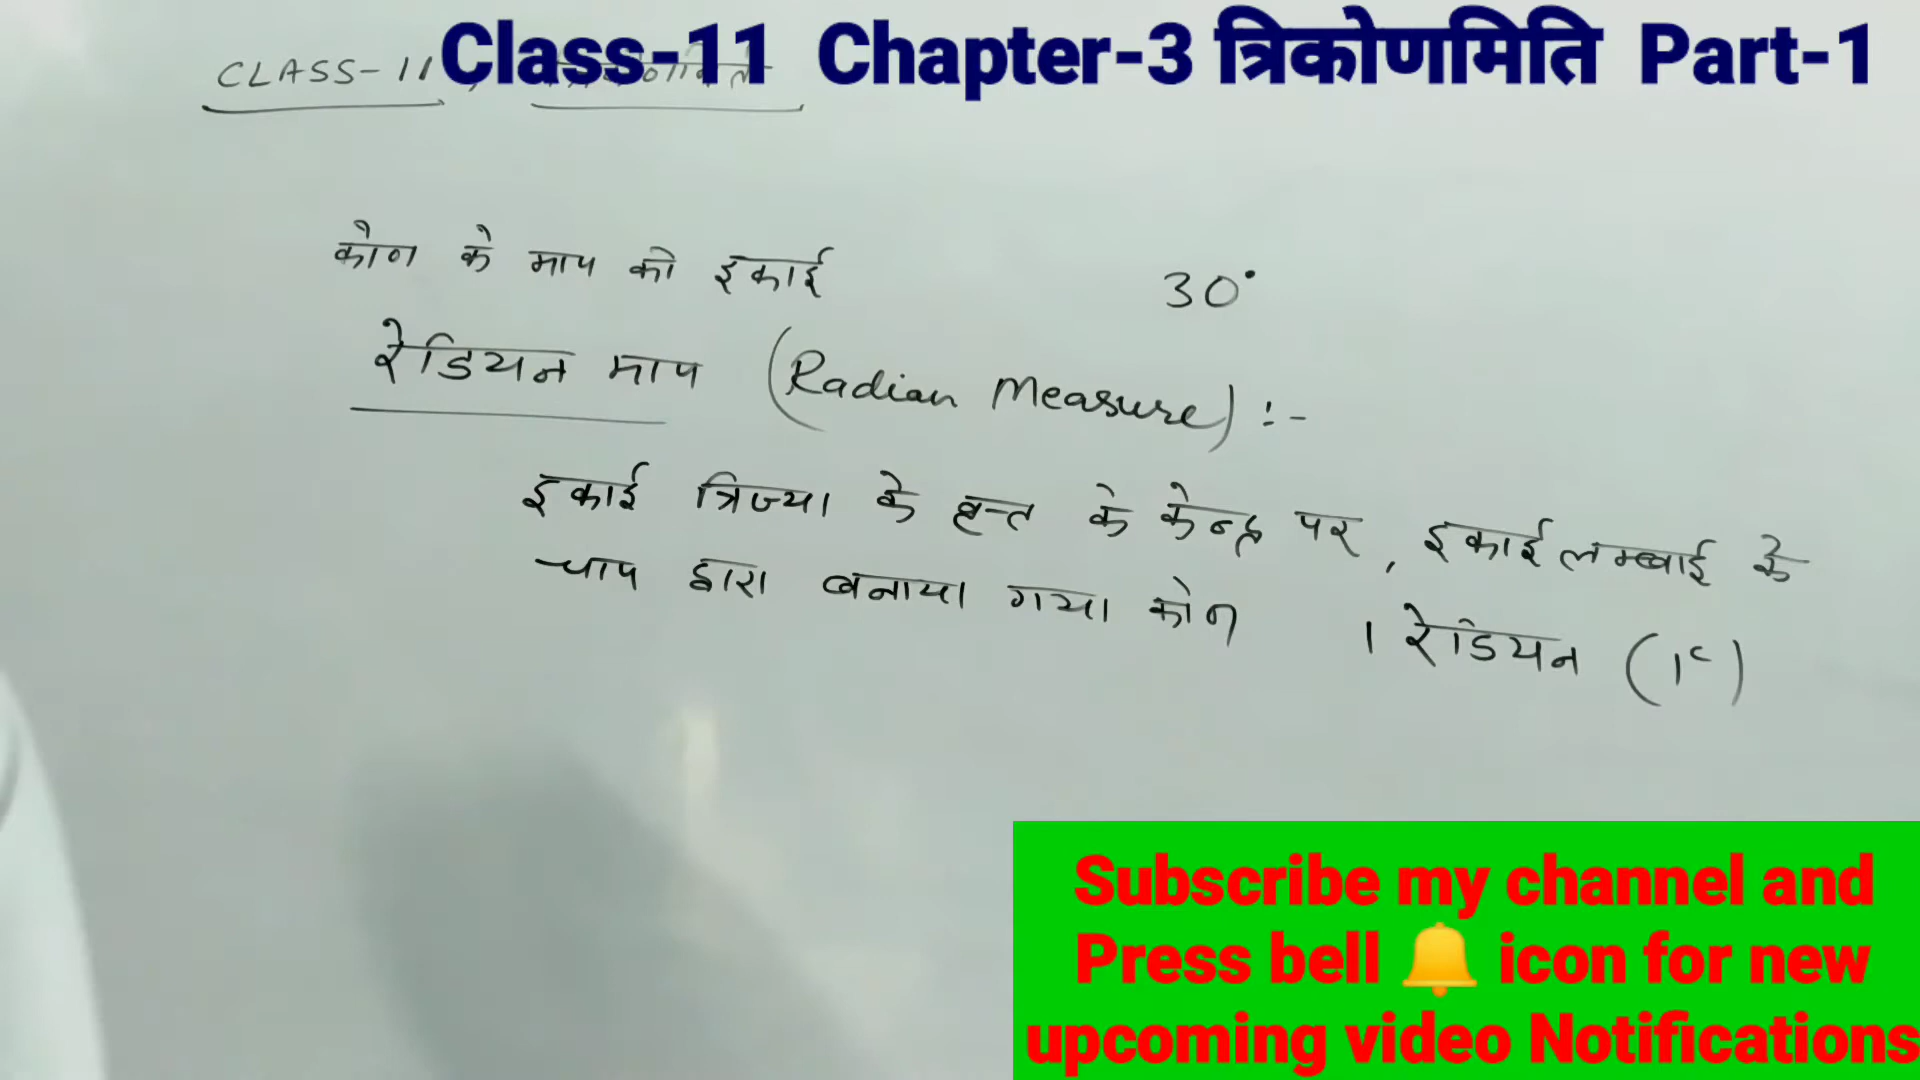 Class-11 Chapter-3 त्रिकोणमिति Part-1
CLASS-11,
कोण के माप की इकाई
30°
रेडियन माप (Radian Measure) :-
इकाई त्रिज्या के वृत्त के केन्द्र पर, इकाई लम्बाई के
चाप द्वारा बनाया गया कोण 1 रेडियन (1ᶜ)
Subscribe my channel and
Press bell 🔔 icon for new
upcoming video Notifications